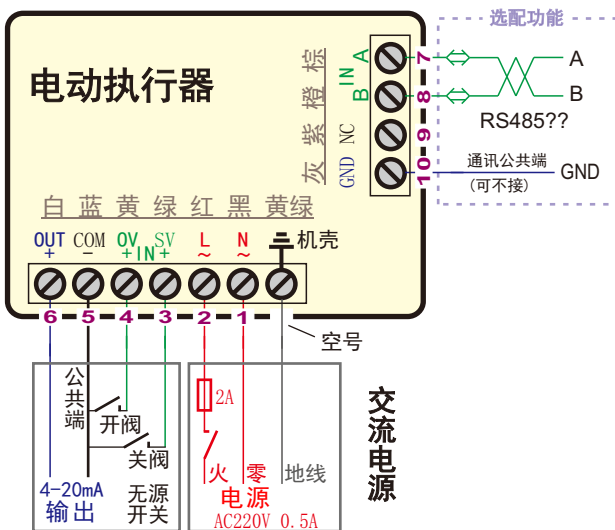 选配功能
电动执行器
棕
橙
紫
灰
A
IN
B
NC
GND
7
8
9
10
A
B
RS485??
通讯公共端
(可不接)
GND
白 蓝 黄 绿 红 黑 黄绿
OUT COM OV SV L N 机壳
+ − + IN + ~ ~
6 5 4 3 2 1
空号
公共端
开阀
关阀
4-20mA
输出
无源
开关
2A
火 零 地线
电源
AC220V 0.5A
交流电源